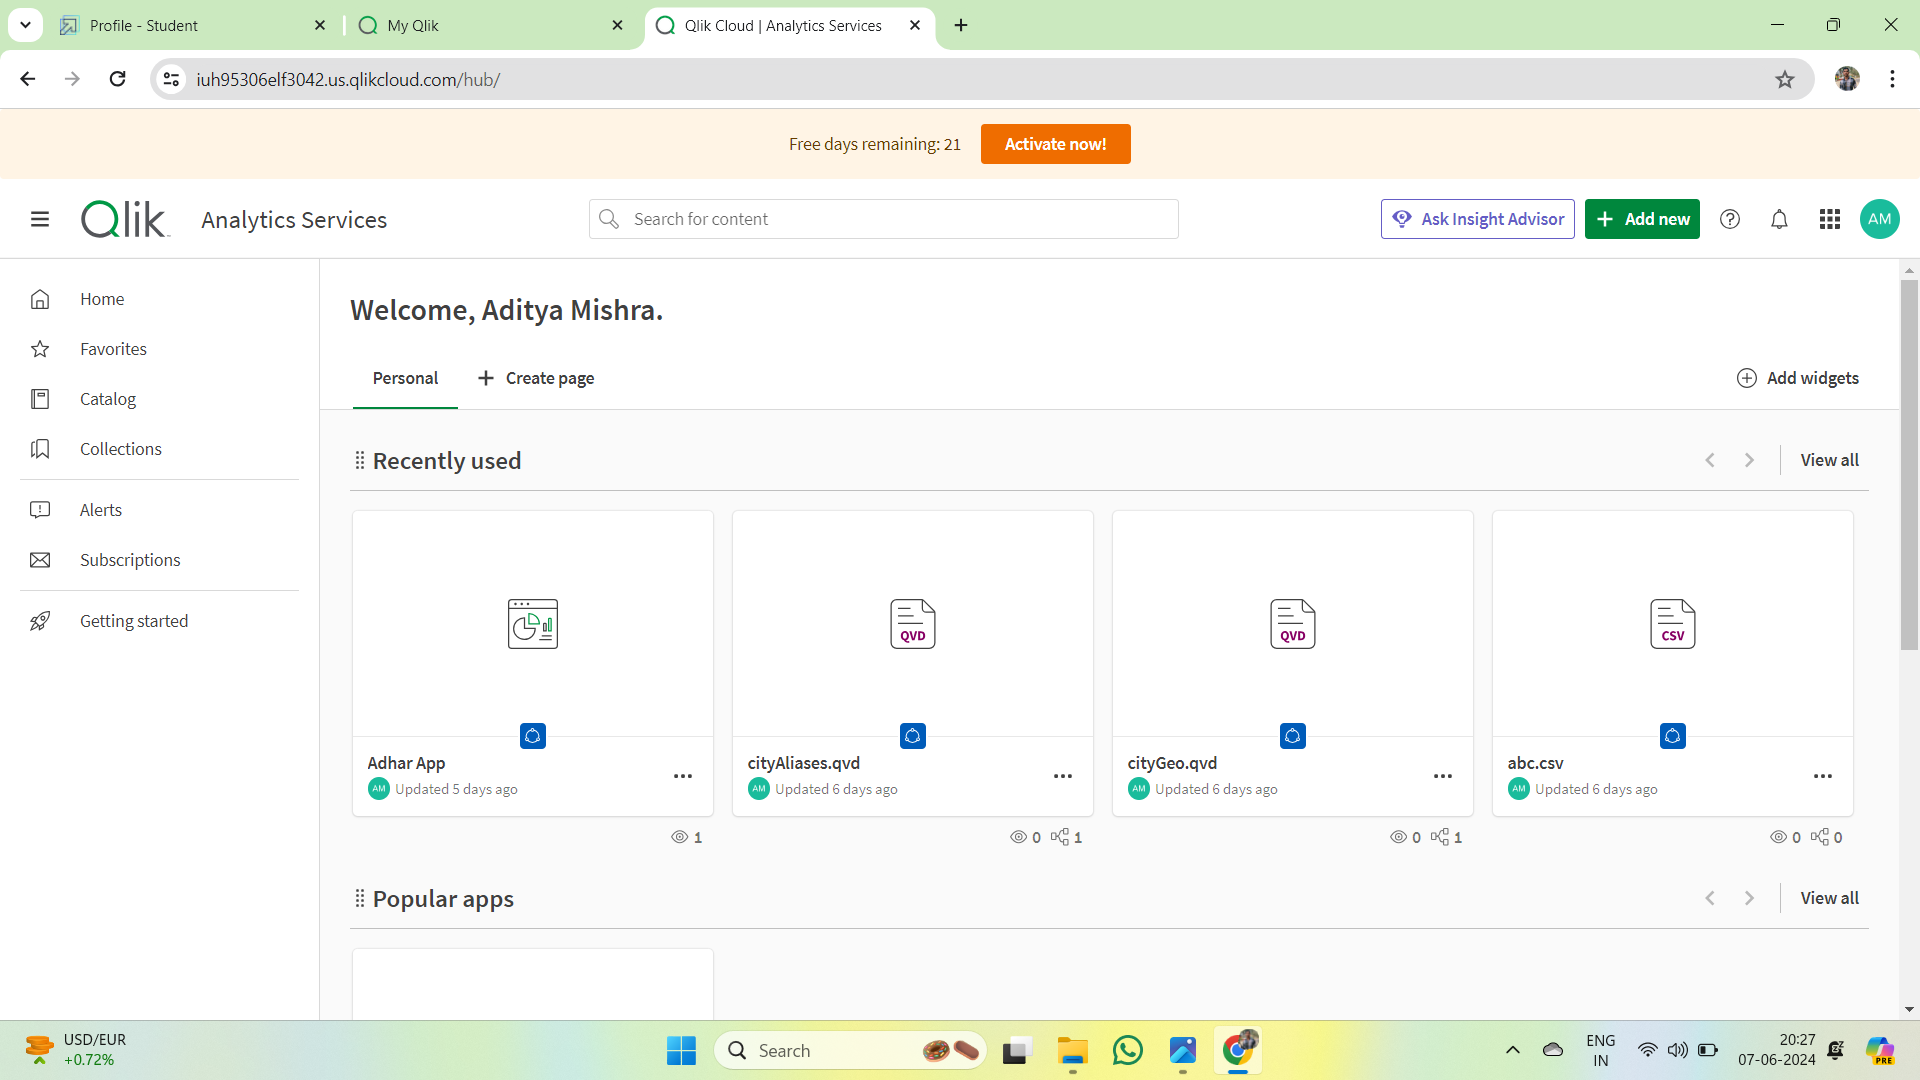 Profile - Student
My Qlik
Qlik Cloud | Analytics Services
iuh95306elf3042.us.qlikcloud.com/hub/
Free days remaining: 21
Activate now!
Qlik
Analytics Services
Search for content
Ask Insight Advisor
Add new
AM
Home
Favorites
Catalog
Collections
Alerts
Subscriptions
Getting started
Welcome, Aditya Mishra.
Personal
Create page
Add widgets
Recently used
View all
QVD
QVD
CSV
Adhar App
AM Updated 5 days ago
1
cityAliases.qvd
AM Updated 6 days ago
0 1
cityGeo.qvd
AM Updated 6 days ago
0 1
abc.csv
AM Updated 6 days ago
0 0
Popular apps
View all
USD/EUR
+0.72%
Search
ENG
IN
20:27
07-06-2024
PRE